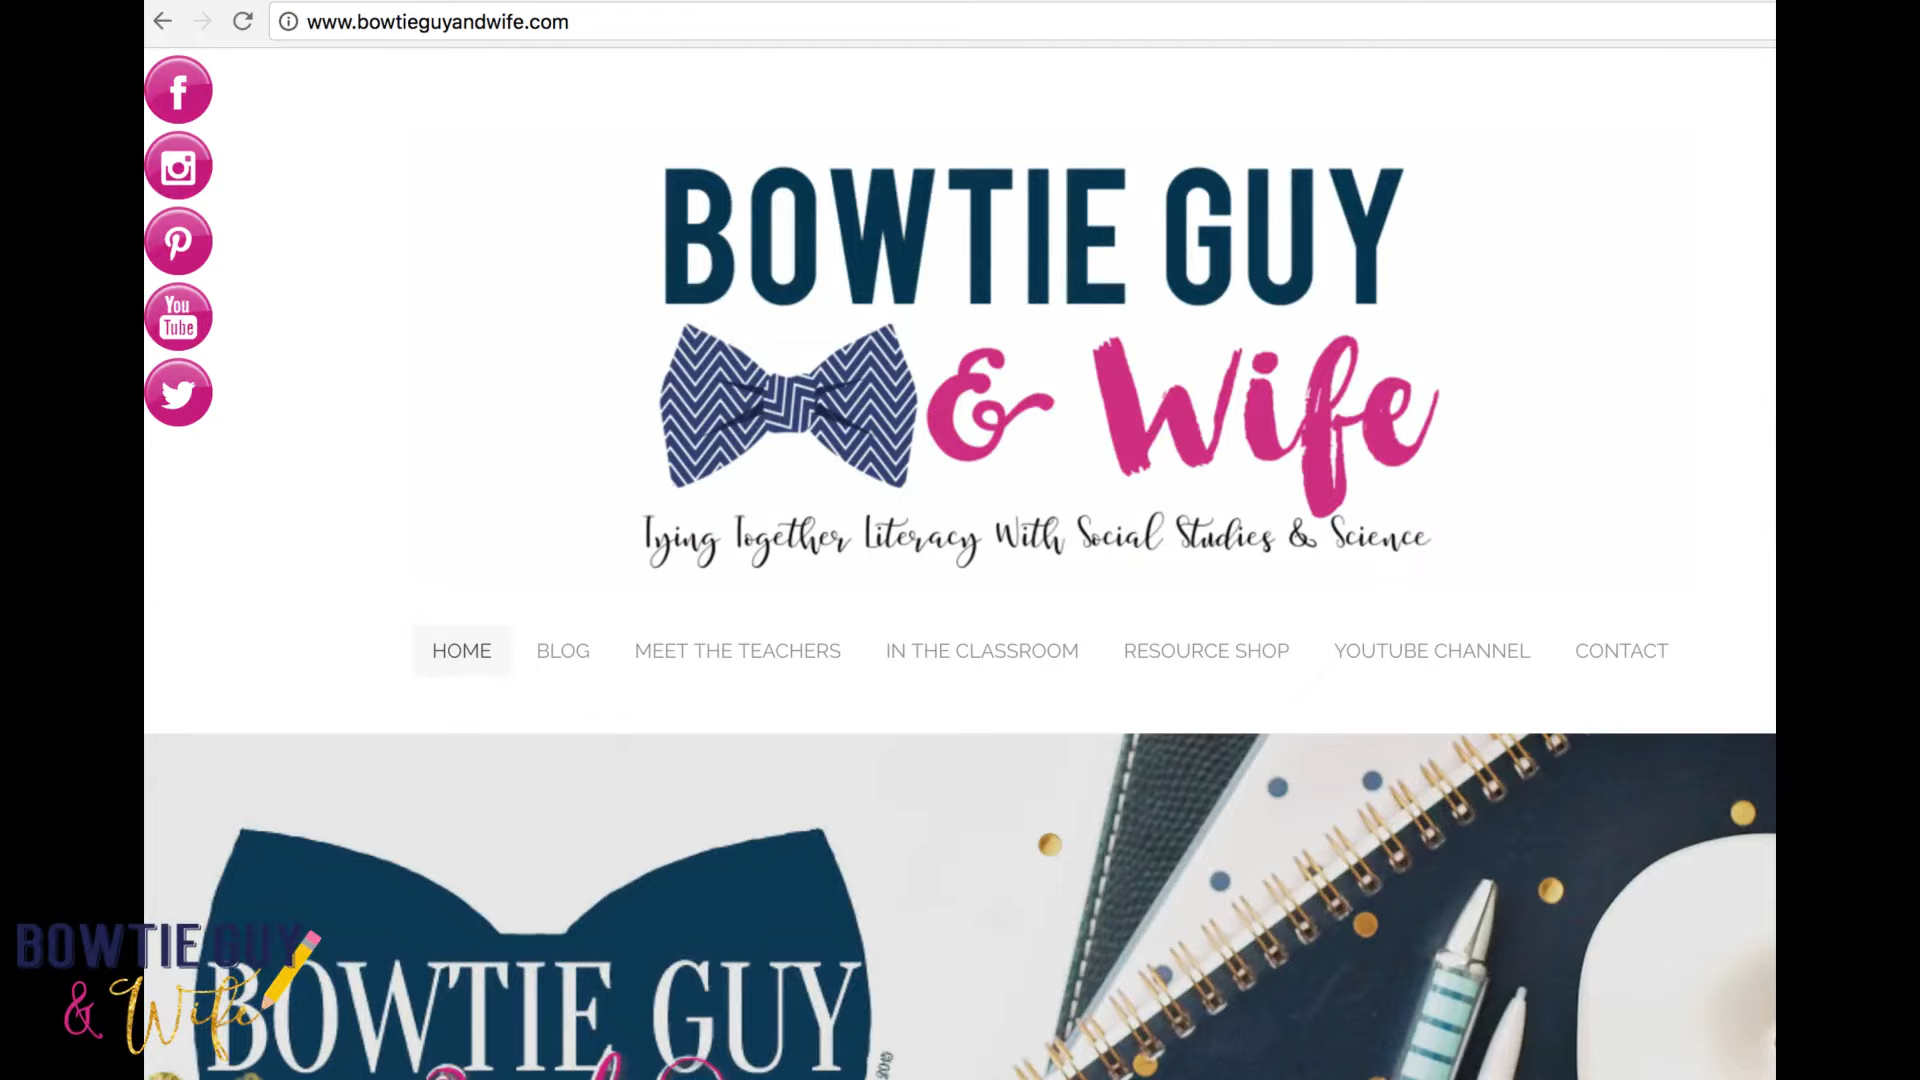 www.bowtieguyandwife.com
You
Tube
BOWTIE GUY
& Wife
Tying Together Literacy With Social Studies & Science
HOME BLOG MEET THE TEACHERS IN THE CLASSROOM RESOURCE SHOP YOUTUBE CHANNEL CONTACT
BOWTIE GUY
& Wife
BOWTIE GUY
2015